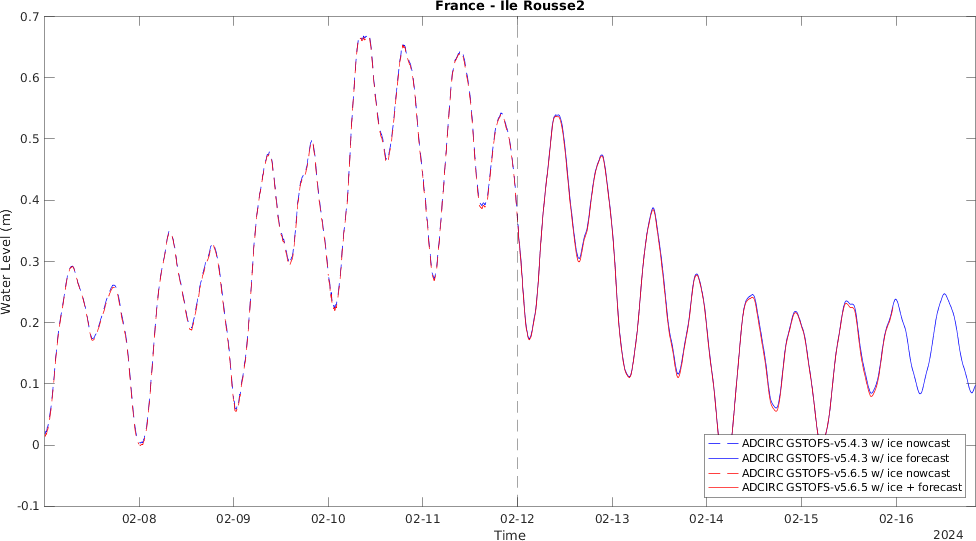 France - Ile Rousse2
Water Level (m)
0.7
0.6
0.5
0.4
0.3
0.2
0.1
0
-0.1
ADCIRC GSTOFS-v5.4.3 w/ ice nowcast
ADCIRC GSTOFS-v5.4.3 w/ ice forecast
ADCIRC GSTOFS-v5.6.5 w/ ice nowcast
ADCIRC GSTOFS-v5.6.5 w/ ice + forecast
02-08 02-09 02-10 02-11 02-12 02-13 02-14 02-15 02-16
Time
2024